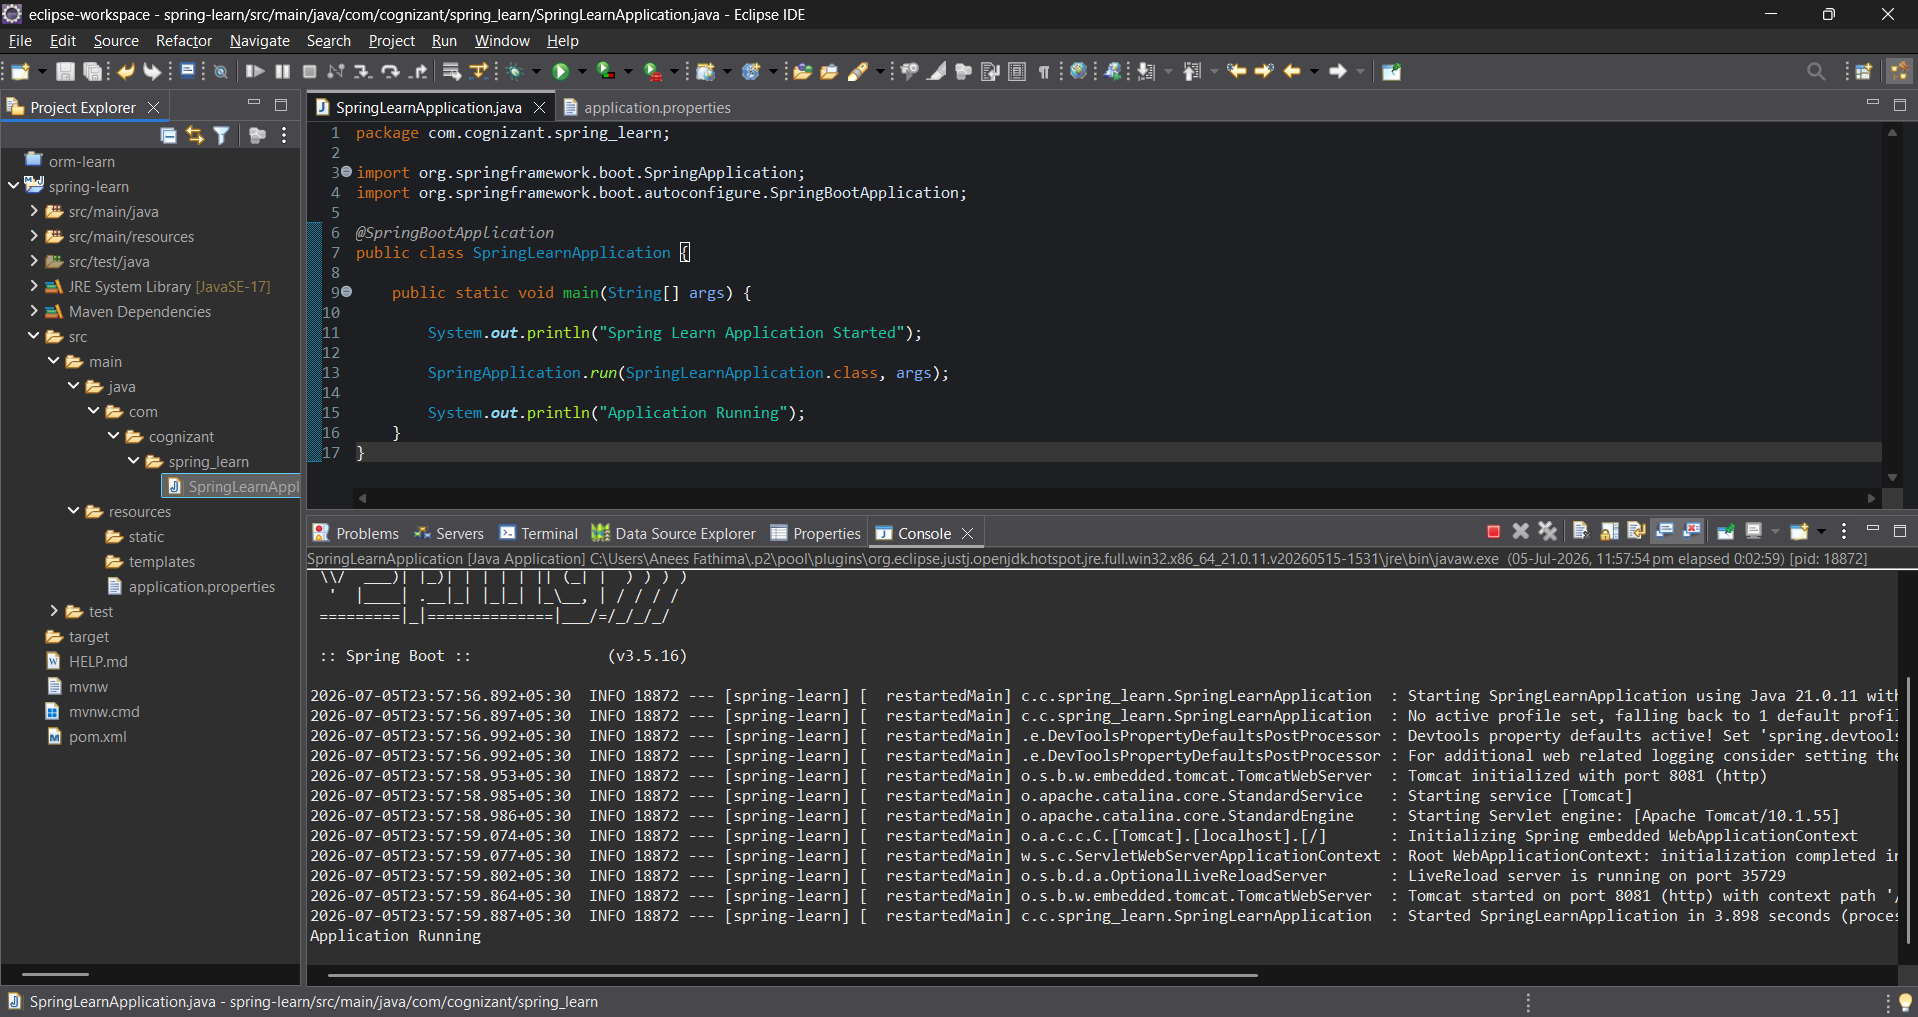 eclipse-workspace - spring-learn/src/main/java/com/cognizant/spring_learn/SpringLearnApplication.java - Eclipse IDE
File Edit Source Refactor Navigate Search Project Run Window Help
Project Explorer
orm-learn
spring-learn
src/main/java
src/main/resources
src/test/java
JRE System Library [JavaSE-17]
Maven Dependencies
src
main
java
com
cognizant
spring_learn
SpringLearnAppl
resources
static
templates
application.properties
test
target
HELP.md
mvnw
mvnw.cmd
pom.xml
SpringLearnApplication.java application.properties
1 package com.cognizant.spring_learn;
2
3 import org.springframework.boot.SpringApplication;
4 import org.springframework.boot.autoconfigure.SpringBootApplication;
5
6 @SpringBootApplication
7 public class SpringLearnApplication {
8
9 public static void main(String[] args) {
10
11 System.out.println("Spring Learn Application Started");
12
13 SpringApplication.run(SpringLearnApplication.class, args);
14
15 System.out.println("Application Running");
16 }
17 }
Problems Servers Terminal Data Source Explorer Properties Console
SpringLearnApplication [Java Application] C:\Users\Anees Fathima\.p2\pool\plugins\org.eclipse.justj.openjdk.hotspot.jre.full.win32.x86_64_21.0.11.v20260515-1531\jre\bin\javaw.exe (05-Jul-2026, 11:57:54 pm elapsed 0:02:59) [pid: 18872]
 \\/  ___)| |_)| | | | | || (_| |  ) ) ) )
  '  |____| .__|_| |_|_| |_\__, | / / / /
 =========|_|==============|___/=/_/_/_/
:: Spring Boot :: (v3.5.16)
2026-07-05T23:57:56.892+05:30 INFO 18872 --- [spring-learn] [ restartedMain] c.c.spring_learn.SpringLearnApplication : Starting SpringLearnApplication using Java 21.0.11 with
2026-07-05T23:57:56.897+05:30 INFO 18872 --- [spring-learn] [ restartedMain] c.c.spring_learn.SpringLearnApplication : No active profile set, falling back to 1 default profil
2026-07-05T23:57:56.992+05:30 INFO 18872 --- [spring-learn] [ restartedMain] .e.DevToolsPropertyDefaultsPostProcessor : Devtools property defaults active! Set 'spring.devtools
2026-07-05T23:57:56.992+05:30 INFO 18872 --- [spring-learn] [ restartedMain] .e.DevToolsPropertyDefaultsPostProcessor : For additional web related logging consider setting the
2026-07-05T23:57:58.953+05:30 INFO 18872 --- [spring-learn] [ restartedMain] o.s.b.w.embedded.tomcat.TomcatWebServer : Tomcat initialized with port 8081 (http)
2026-07-05T23:57:58.985+05:30 INFO 18872 --- [spring-learn] [ restartedMain] o.apache.catalina.core.StandardService : Starting service [Tomcat]
2026-07-05T23:57:58.986+05:30 INFO 18872 --- [spring-learn] [ restartedMain] o.apache.catalina.core.StandardEngine : Starting Servlet engine: [Apache Tomcat/10.1.55]
2026-07-05T23:57:59.074+05:30 INFO 18872 --- [spring-learn] [ restartedMain] o.a.c.c.C.[Tomcat].[localhost].[/] : Initializing Spring embedded WebApplicationContext
2026-07-05T23:57:59.077+05:30 INFO 18872 --- [spring-learn] [ restartedMain] w.s.c.ServletWebServerApplicationContext : Root WebApplicationContext: initialization completed in
2026-07-05T23:57:59.802+05:30 INFO 18872 --- [spring-learn] [ restartedMain] o.s.b.d.a.OptionalLiveReloadServer : LiveReload server is running on port 35729
2026-07-05T23:57:59.864+05:30 INFO 18872 --- [spring-learn] [ restartedMain] o.s.b.w.embedded.tomcat.TomcatWebServer : Tomcat started on port 8081 (http) with context path '/
2026-07-05T23:57:59.887+05:30 INFO 18872 --- [spring-learn] [ restartedMain] c.c.spring_learn.SpringLearnApplication : Started SpringLearnApplication in 3.898 seconds (proces
Application Running
SpringLearnApplication.java - spring-learn/src/main/java/com/cognizant/spring_learn